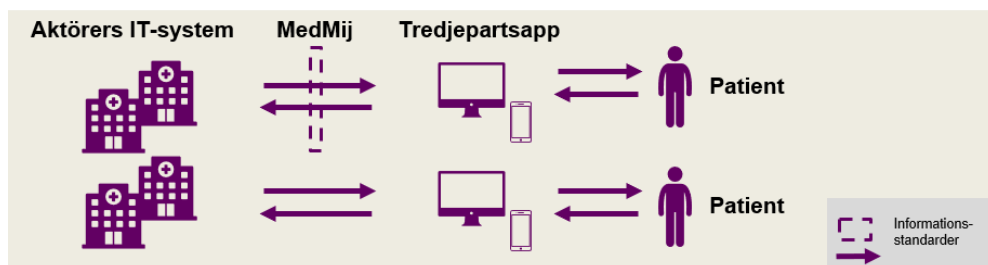 Aktörers IT-system MedMij Tredjepartsapp
Patient
Patient
Informations-
standarder